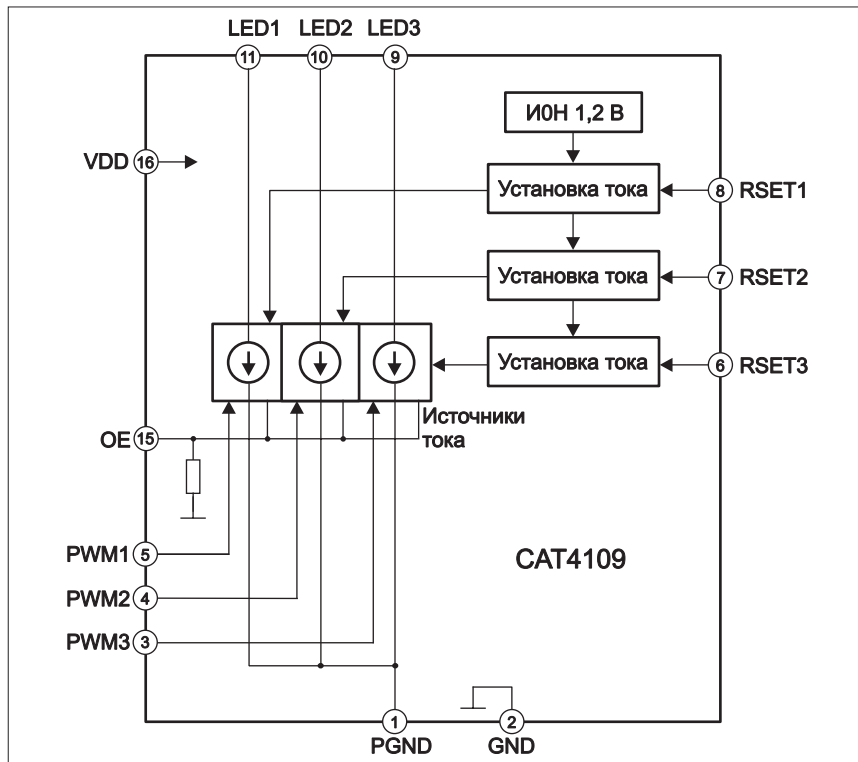 LED1 LED2 LED3
11 10 9
ИОН 1,2 В
VDD 16
Установка тока 8 RSET1
Установка тока 7 RSET2
Установка тока 6 RSET3
Источники
тока
OE 15
PWM1 5
CAT4109
PWM2 4
PWM3 3
1 2
PGND GND